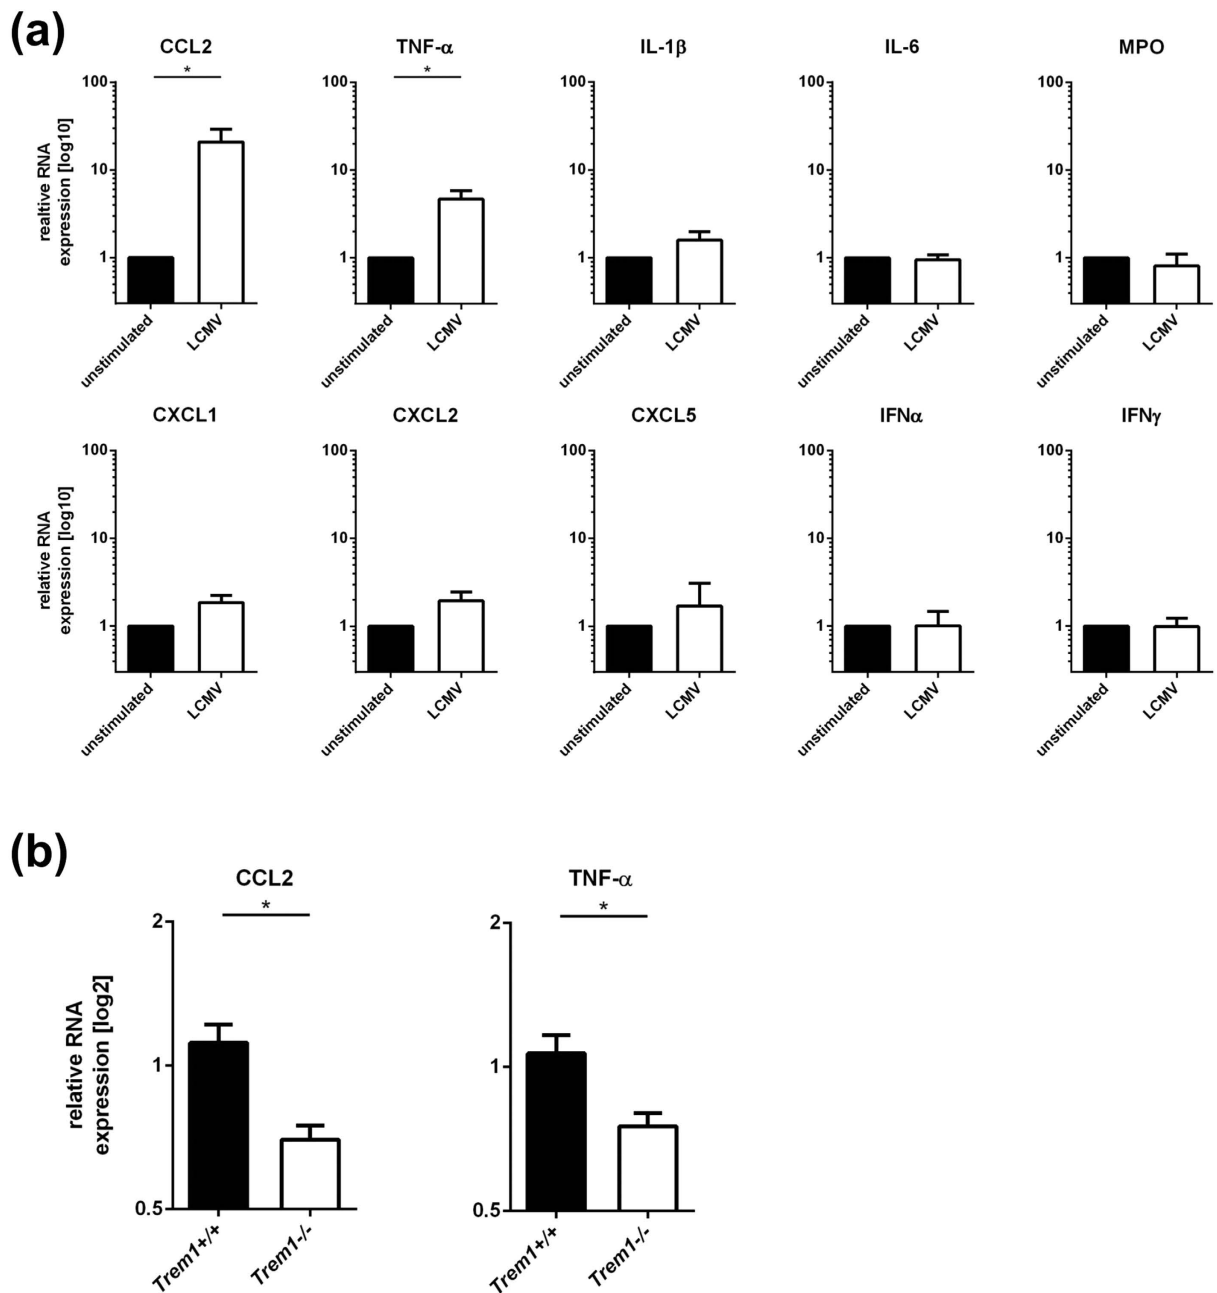 (a)
CCL2
TNF-α
IL-1β
IL-6
MPO
realtive RNA
expression [log10]
100
10
1
unstimulated
LCMV
*
100
10
1
unstimulated
LCMV
*
100
10
1
unstimulated
LCMV
100
10
1
unstimulated
LCMV
100
10
1
unstimulated
LCMV
CXCL1
CXCL2
CXCL5
IFNα
IFNγ
relative RNA
expression [log10]
100
10
1
unstimulated
LCMV
100
10
1
unstimulated
LCMV
100
10
1
unstimulated
LCMV
100
10
1
unstimulated
LCMV
100
10
1
unstimulated
LCMV
(b)
CCL2
*
relative RNA
expression [log2]
2
1
0.5
Trem1+/+
Trem1-/-
TNF-α
*
2
1
0.5
Trem1+/+
Trem1-/-